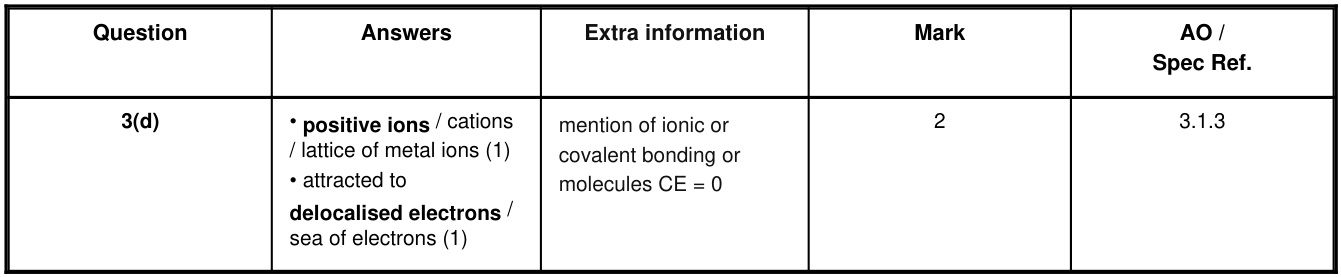 Question Answers Extra information Mark AO /
Spec Ref.
3(d)
• positive ions / cations
/ lattice of metal ions (1)
• attracted to
delocalised electrons /
sea of electrons (1)
mention of ionic or
covalent bonding or
molecules CE = 0
2
3.1.3